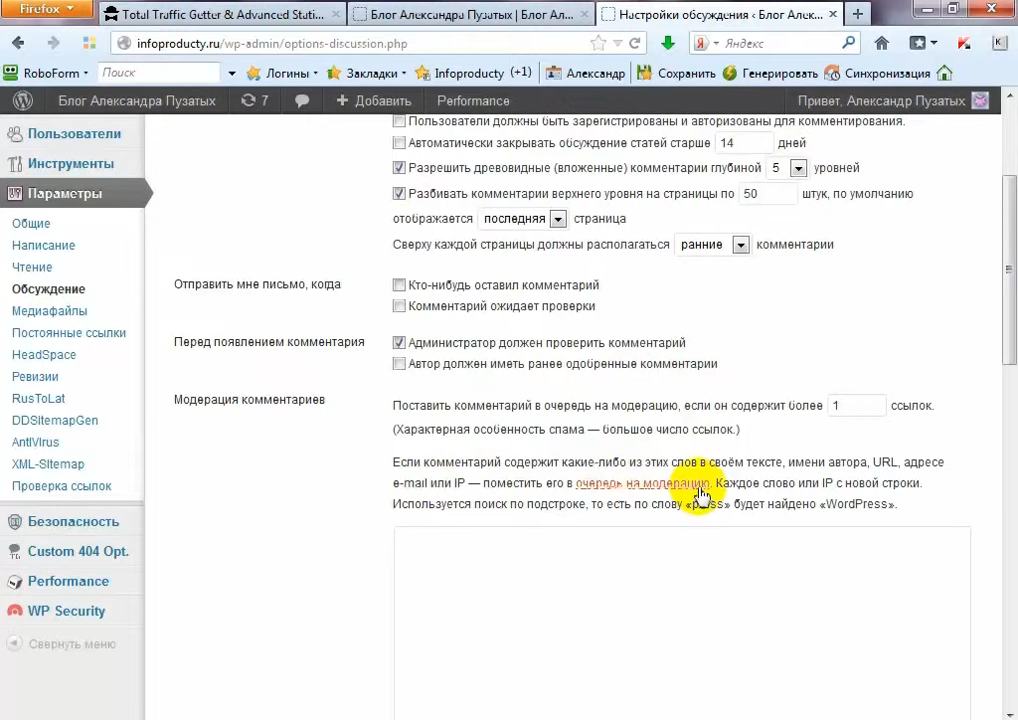 Firefox
Total Traffic Getter & Advanced Stati...
Блог Александра Пузатых | Блог Ал...
Настройки обсуждения ‹ Блог Алек...
infoproducty.ru/wp-admin/options-discussion.php
Яндекс
RoboForm
Поиск
Логины
Закладки
Infoproducty (+1)
Александр
Сохранить
Генерировать
Синхронизация
Блог Александра Пузатых
7
Добавить
Performance
Привет, Александр Пузатых
Пользователи
Инструменты
Параметры
Общие
Написание
Чтение
Обсуждение
Медиафайлы
Постоянные ссылки
HeadSpace
Ревизии
RusToLat
DDSitemapGen
AntiVirus
XML-Sitemap
Проверка ссылок
Безопасность
Custom 404 Opt.
Performance
WP Security
Свернуть меню
Пользователи должны быть зарегистрированы и авторизованы для комментирования.
Автоматически закрывать обсуждение статей старше 14 дней
Разрешить древовидные (вложенные) комментарии глубиной 5 уровней
Разбивать комментарии верхнего уровня на страницы по 50 штук, по умолчанию
отображается последняя страница
Сверху каждой страницы должны располагаться ранние комментарии
Отправить мне письмо, когда
Кто-нибудь оставил комментарий
Комментарий ожидает проверки
Перед появлением комментария
Администратор должен проверить комментарий
Автор должен иметь ранее одобренные комментарии
Модерация комментариев
Поставить комментарий в очередь на модерацию, если он содержит более 1 ссылок.
(Характерная особенность спама — большое число ссылок.)
Если комментарий содержит какие-либо из этих слов в своём тексте, имени автора, URL, адресе
e-mail или IP — поместить его в очередь на модерацию. Каждое слово или IP с новой строки.
Используется поиск по подстроке, то есть по слову «press» будет найдено «WordPress».